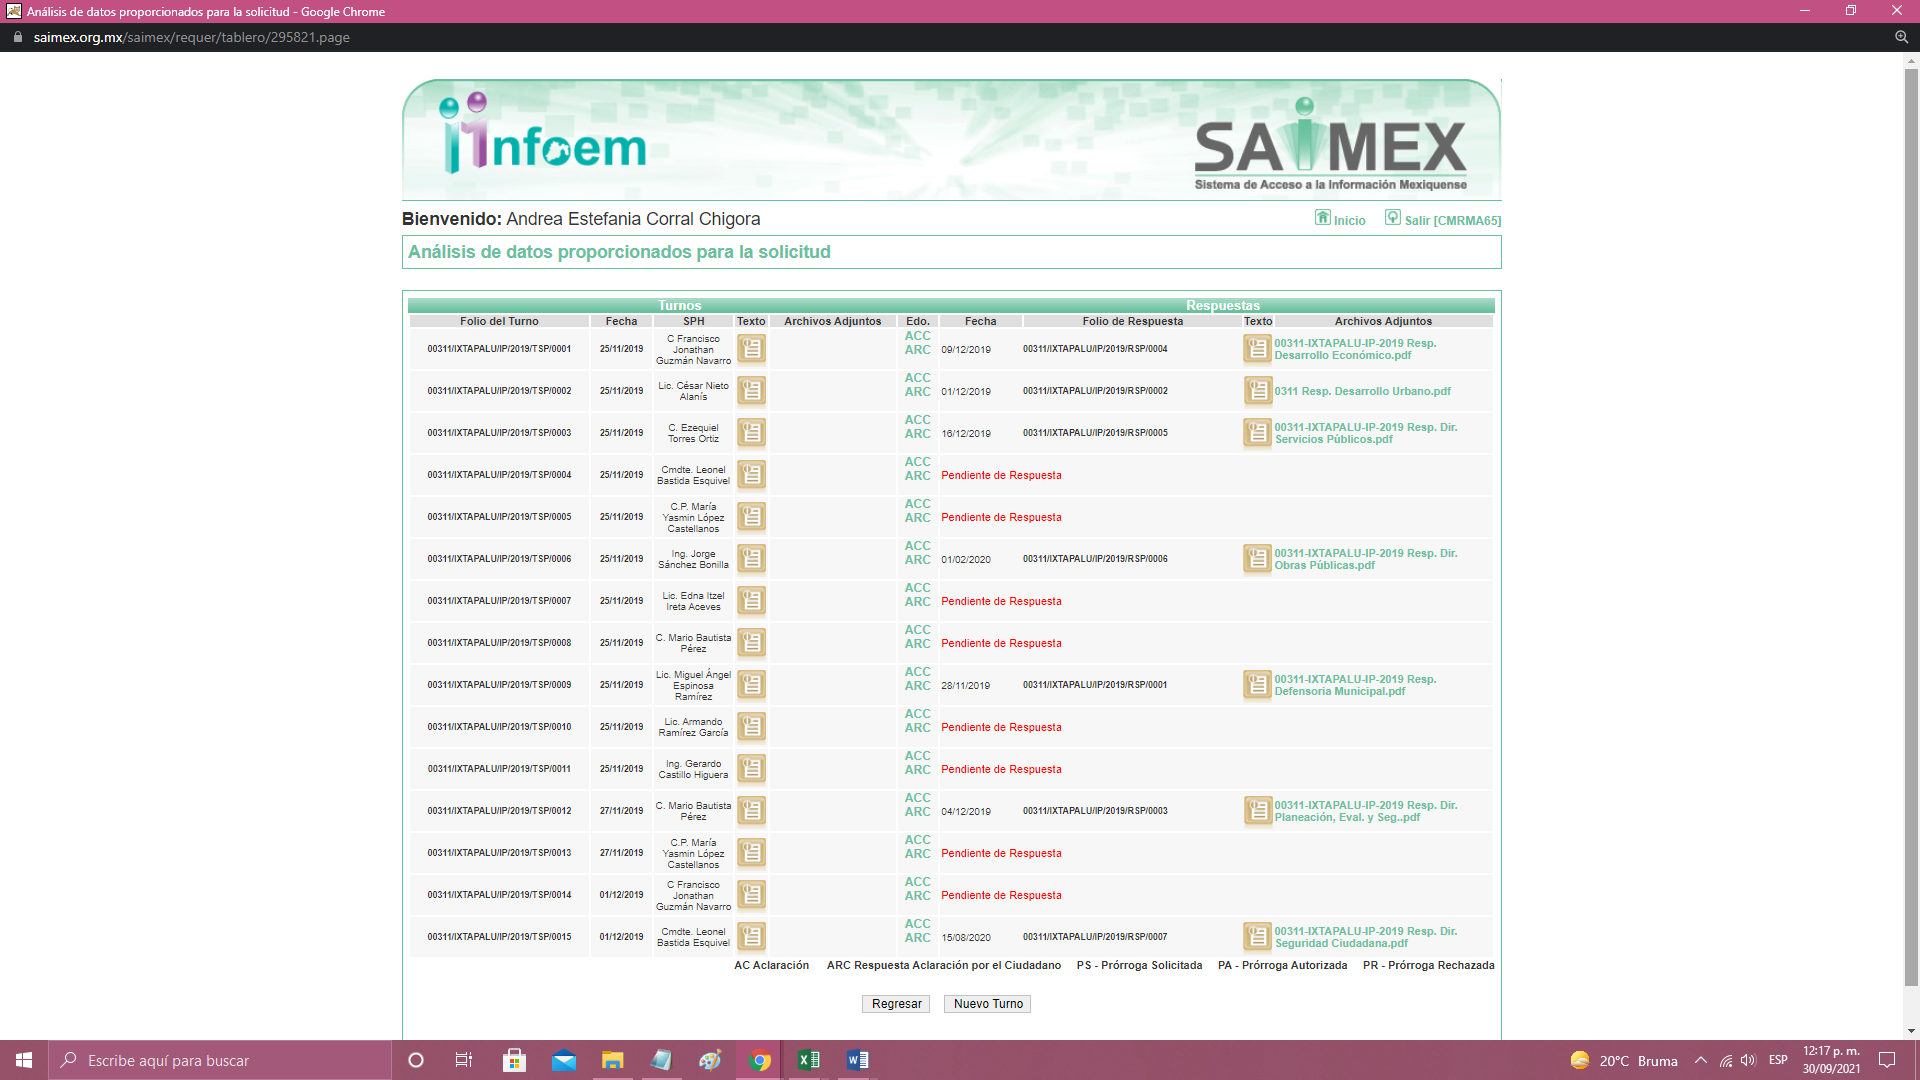 Análisis de datos proporcionados para la solicitud - Google Chrome
saimex.org.mx/saimex/requer/tablero/295821.page
infoem
SAIMEX
Sistema de Acceso a la Información Mexiquense
Bienvenido: Andrea Estefania Corral Chigora
Inicio Salir [CMRMA65]
Análisis de datos proporcionados para la solicitud
Turnos Respuestas
Folio del Turno Fecha SPH Texto Archivos Adjuntos Edo. Fecha Folio de Respuesta Texto Archivos Adjuntos
00311/IXTAPALU/IP/2019/TSP/0001 25/11/2019 C Francisco Jonathan Guzmán Navarro ACC ARC 09/12/2019 00311/IXTAPALU/IP/2019/RSP/0004 00311-IXTAPALU-IP-2019 Resp. Desarrollo Económico.pdf
00311/IXTAPALU/IP/2019/TSP/0002 25/11/2019 Lic. César Nieto Alanís ACC ARC 01/12/2019 00311/IXTAPALU/IP/2019/RSP/0002 0311 Resp. Desarrollo Urbano.pdf
00311/IXTAPALU/IP/2019/TSP/0003 25/11/2019 C. Ezequiel Torres Ortiz ACC ARC 16/12/2019 00311/IXTAPALU/IP/2019/RSP/0005 00311-IXTAPALU-IP-2019 Resp. Dir. Servicios Públicos.pdf
00311/IXTAPALU/IP/2019/TSP/0004 25/11/2019 Cmdte. Leonel Bastida Esquivel ACC ARC Pendiente de Respuesta
00311/IXTAPALU/IP/2019/TSP/0005 25/11/2019 C.P. María Yasmin López Castellanos ACC ARC Pendiente de Respuesta
00311/IXTAPALU/IP/2019/TSP/0006 25/11/2019 Ing. Jorge Sánchez Bonilla ACC ARC 01/02/2020 00311/IXTAPALU/IP/2019/RSP/0006 00311-IXTAPALU-IP-2019 Resp. Dir. Obras Públicas.pdf
00311/IXTAPALU/IP/2019/TSP/0007 25/11/2019 Lic. Edna Itzel Ireta Aceves ACC ARC Pendiente de Respuesta
00311/IXTAPALU/IP/2019/TSP/0008 25/11/2019 C. Mario Bautista Pérez ACC ARC Pendiente de Respuesta
00311/IXTAPALU/IP/2019/TSP/0009 25/11/2019 Lic. Miguel Ángel Espinosa Ramírez ACC ARC 28/11/2019 00311/IXTAPALU/IP/2019/RSP/0001 00311-IXTAPALU-IP-2019 Resp. Defensoria Municipal.pdf
00311/IXTAPALU/IP/2019/TSP/0010 25/11/2019 Lic. Armando Ramírez García ACC ARC Pendiente de Respuesta
00311/IXTAPALU/IP/2019/TSP/0011 25/11/2019 Ing. Gerardo Castillo Higuera ACC ARC Pendiente de Respuesta
00311/IXTAPALU/IP/2019/TSP/0012 27/11/2019 C. Mario Bautista Pérez ACC ARC 04/12/2019 00311/IXTAPALU/IP/2019/RSP/0003 00311-IXTAPALU-IP-2019 Resp. Dir. Planeación, Eval. y Seg..pdf
00311/IXTAPALU/IP/2019/TSP/0013 27/11/2019 C.P. María Yasmin López Castellanos ACC ARC Pendiente de Respuesta
00311/IXTAPALU/IP/2019/TSP/0014 01/12/2019 C Francisco Jonathan Guzmán Navarro ACC ARC Pendiente de Respuesta
00311/IXTAPALU/IP/2019/TSP/0015 01/12/2019 Cmdte. Leonel Bastida Esquivel ACC ARC 15/08/2020 00311/IXTAPALU/IP/2019/RSP/0007 00311-IXTAPALU-IP-2019 Resp. Dir. Seguridad Ciudadana.pdf
AC Aclaración ARC Respuesta Aclaración por el Ciudadano PS - Prórroga Solicitada PA - Prórroga Autorizada PR - Prórroga Rechazada
Regresar Nuevo Turno
Escribe aquí para buscar
20°C Bruma ESP 12:17 p. m.
30/09/2021